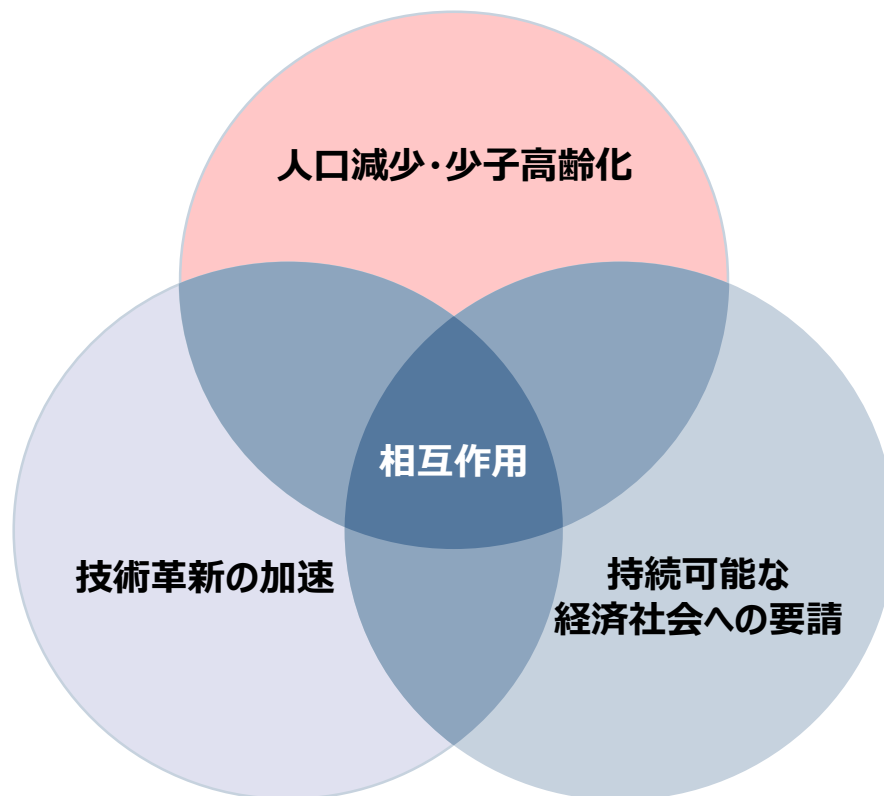 人口減少・少子高齢化
相互作用
技術革新の加速
持続可能な
経済社会への要請